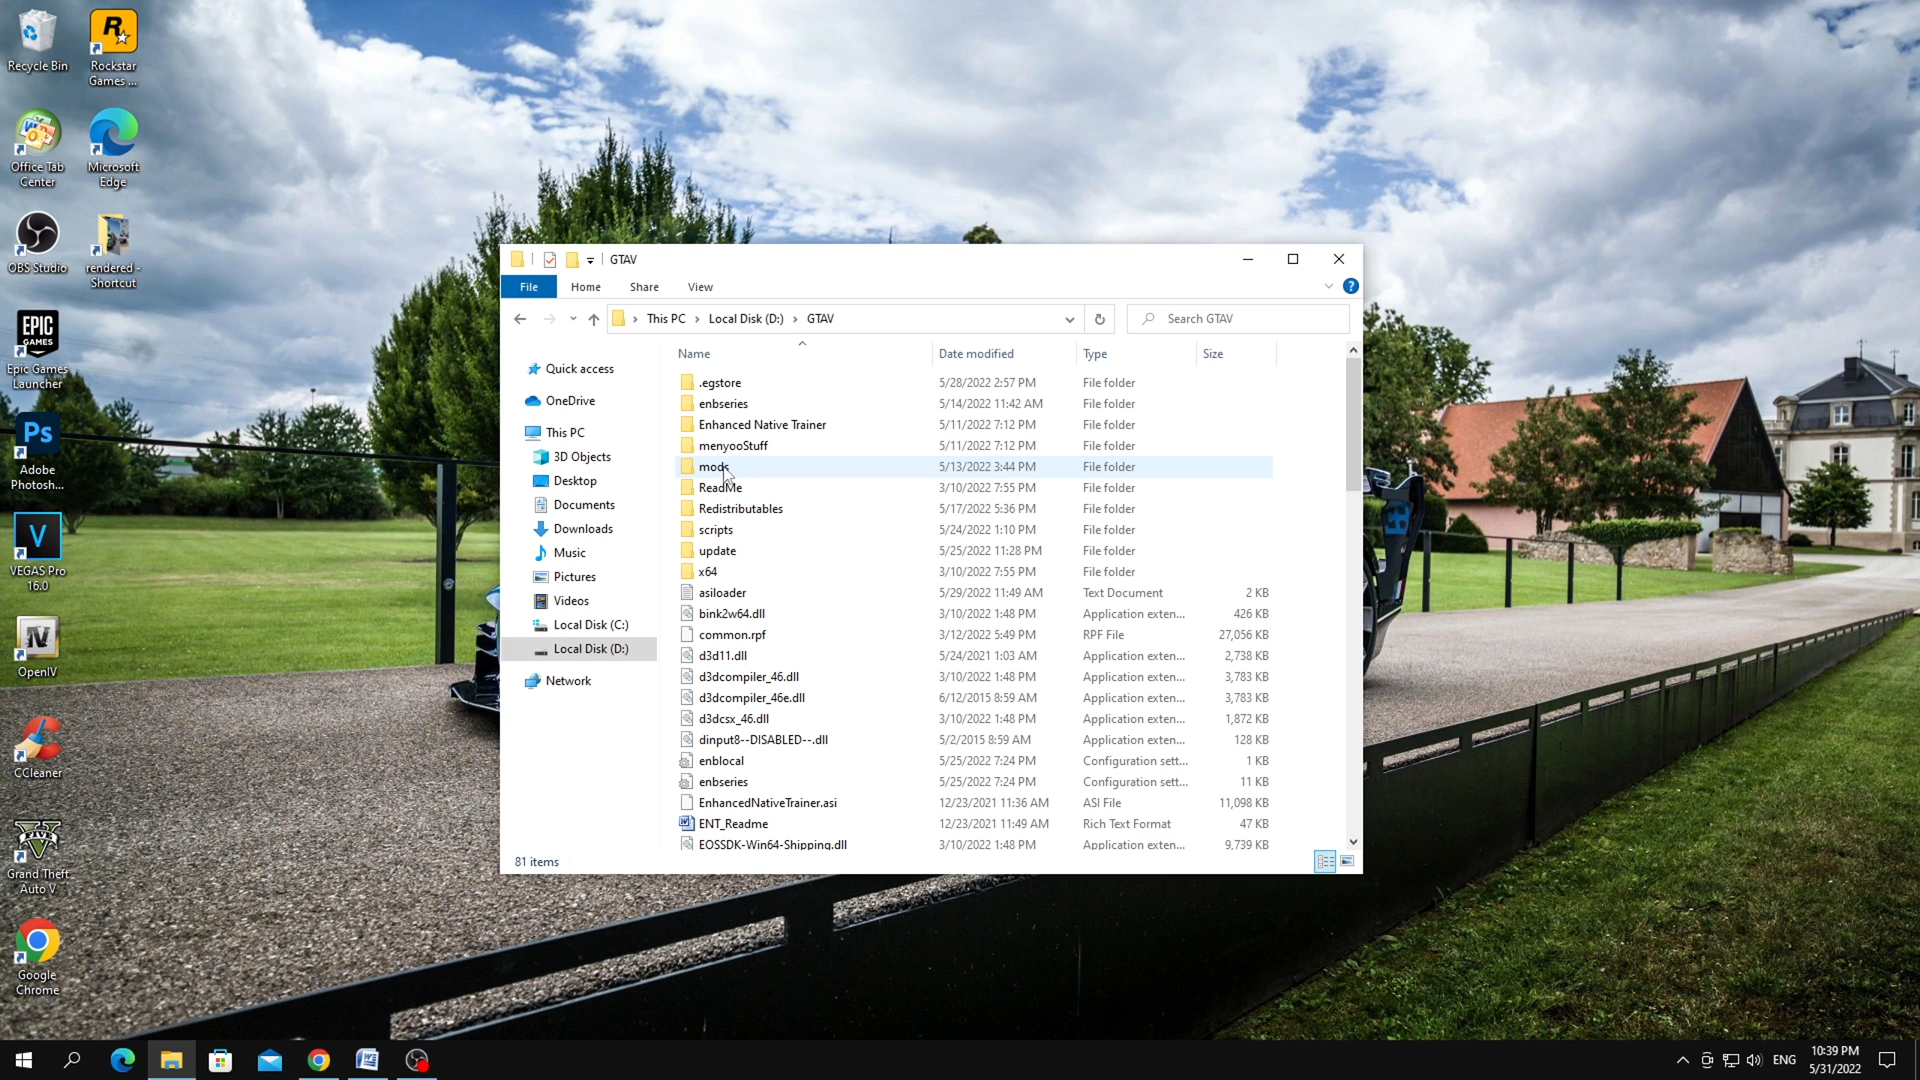 Recycle Bin
Rockstar
Games ...
Office Tab
Center
Microsoft
Edge
OBS Studio
rendered -
Shortcut
EPIC
GAMES
Epic Games
Launcher
Ps
Adobe
Photosh...
V
VEGAS Pro
16.0
IV
OpenIV
CCleaner
FIVE
Grand Theft
Auto V
Google
Chrome
GTAV
File
Home
Share
View
This PC
Local Disk (D:)
GTAV
Search GTAV
Quick access
OneDrive
This PC
3D Objects
Desktop
Documents
Downloads
Music
Pictures
Videos
Local Disk (C:)
Local Disk (D:)
Network
Name Date modified Type Size
.egstore 5/28/2022 2:57 PM File folder
enbseries 5/14/2022 11:42 AM File folder
Enhanced Native Trainer 5/11/2022 7:12 PM File folder
menyooStuff 5/11/2022 7:12 PM File folder
mods 5/13/2022 3:44 PM File folder
ReadMe 3/10/2022 7:55 PM File folder
Redistributables 5/17/2022 5:36 PM File folder
scripts 5/24/2022 1:10 PM File folder
update 5/25/2022 11:28 PM File folder
x64 3/10/2022 7:55 PM File folder
asiloader 5/29/2022 11:49 AM Text Document 2 KB
bink2w64.dll 3/10/2022 1:48 PM Application exten... 426 KB
common.rpf 3/12/2022 5:49 PM RPF File 27,056 KB
d3d11.dll 5/24/2021 1:03 AM Application exten... 2,738 KB
d3dcompiler_46.dll 3/10/2022 1:48 PM Application exten... 3,783 KB
d3dcompiler_46e.dll 6/12/2015 8:59 AM Application exten... 3,783 KB
d3dcsx_46.dll 3/10/2022 1:48 PM Application exten... 1,872 KB
dinput8--DISABLED--.dll 5/2/2015 8:59 AM Application exten... 128 KB
enblocal 5/25/2022 7:24 PM Configuration sett... 1 KB
enbseries 5/25/2022 7:24 PM Configuration sett... 11 KB
EnhancedNativeTrainer.asi 12/23/2021 11:36 AM ASI File 11,098 KB
ENT_Readme 12/23/2021 11:49 AM Rich Text Format 47 KB
EOSSDK-Win64-Shipping.dll 3/10/2022 1:48 PM Application exten... 9,739 KB
81 items
ENG
10:39 PM
5/31/2022